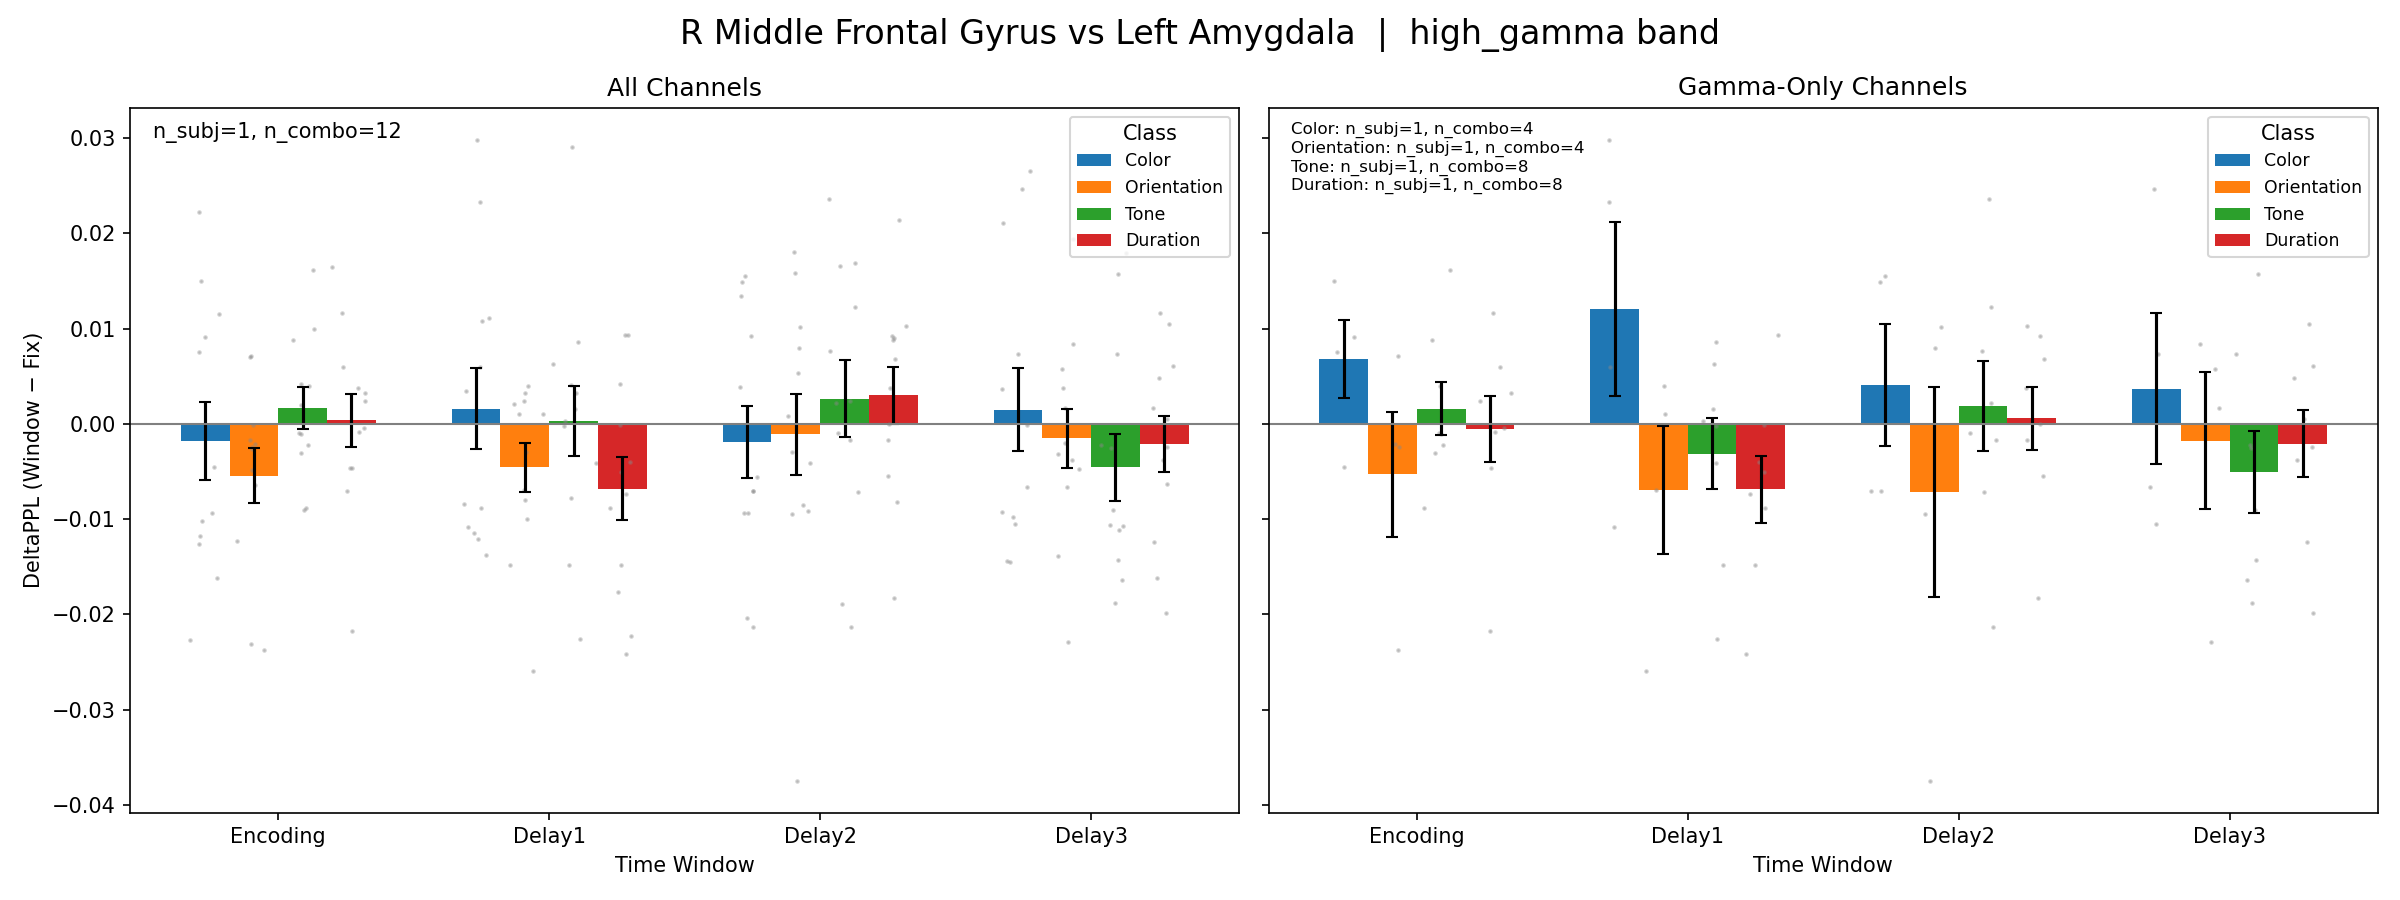 R Middle Frontal Gyrus vs Left Amygdala | high_gamma band
All Channels
n_subj=1, n_combo=12
Class
Color
Orientation
Tone
Duration
DeltaPPL (Window − Fix)
0.03
0.02
0.01
0.00
−0.01
−0.02
−0.03
−0.04
Encoding
Delay1
Delay2
Delay3
Time Window
Gamma-Only Channels
Color: n_subj=1, n_combo=4
Orientation: n_subj=1, n_combo=4
Tone: n_subj=1, n_combo=8
Duration: n_subj=1, n_combo=8
Class
Color
Orientation
Tone
Duration
Encoding
Delay1
Delay2
Delay3
Time Window